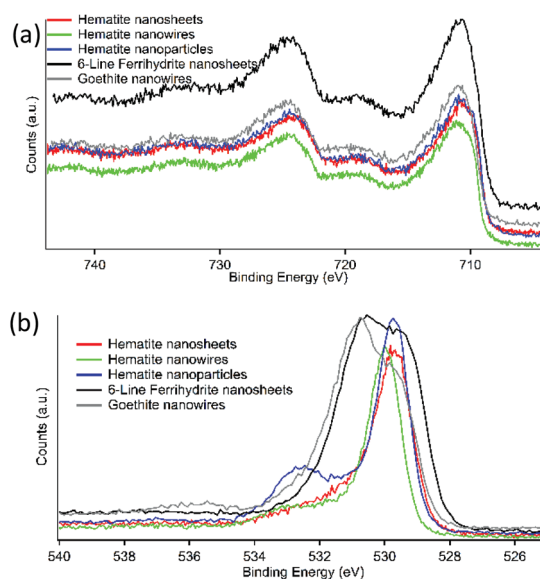 (a)
Hematite nanosheets
Hematite nanowires
Hematite nanoparticles
6-Line Ferrihydrite nanosheets
Goethite nanowires
Counts (a.u.)
740 730 720 710
Binding Energy (eV)
(b)
Hematite nanosheets
Hematite nanowires
Hematite nanoparticles
6-Line Ferrihydrite nanosheets
Goethite nanowires
Counts (a.u.)
540 538 536 534 532 530 528 526
Binding Energy (eV)